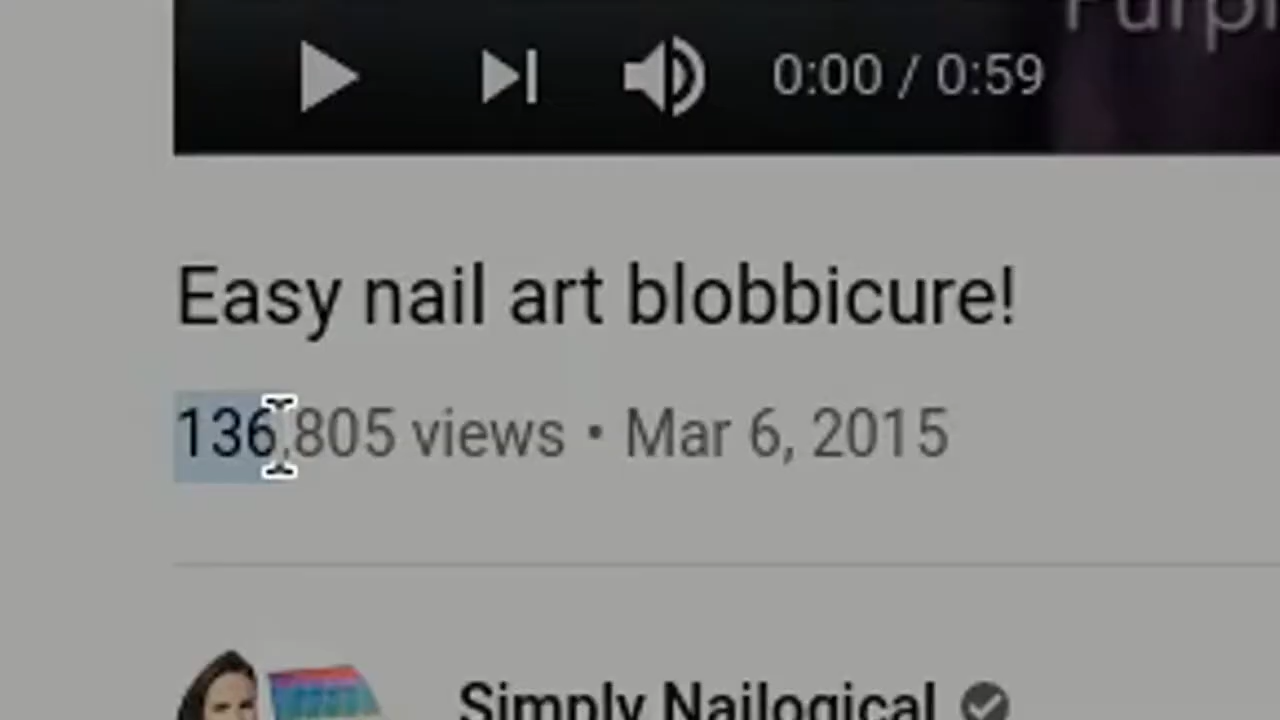 0:00 / 0:59
Easy nail art blobbicure!
136,805 views • Mar 6, 2015
Simply Nailogical